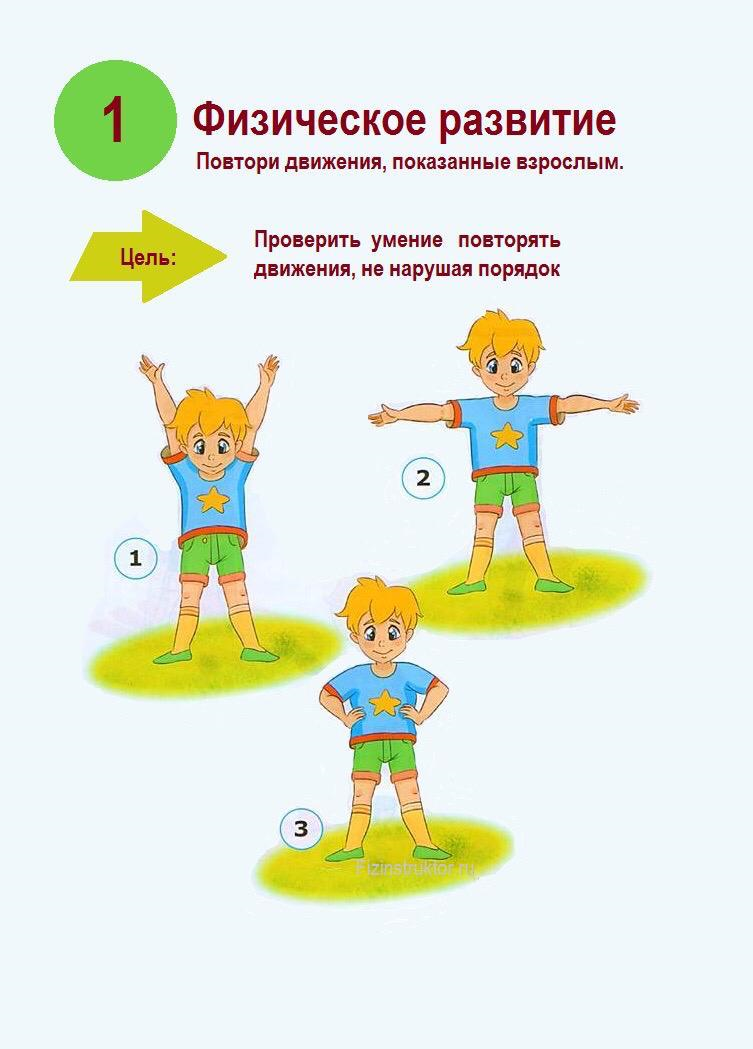 1
Физическое развитие
Повтори движения, показанные взрослым.
Цель:
Проверить умение повторять
движения, не нарушая порядок
1
2
3
Fizinstruktor.ru